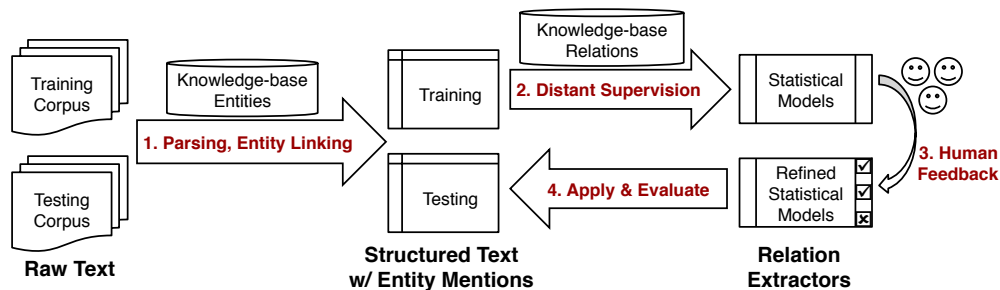 Training
Corpus
Knowledge-base
Entities
Training
Knowledge-base
Relations
2. Distant Supervision
Statistical
Models
1. Parsing, Entity Linking
3. Human
Feedback
Testing
Corpus
Testing
4. Apply & Evaluate
Refined
Statistical
Models
Raw Text
Structured Text
w/ Entity Mentions
Relation
Extractors